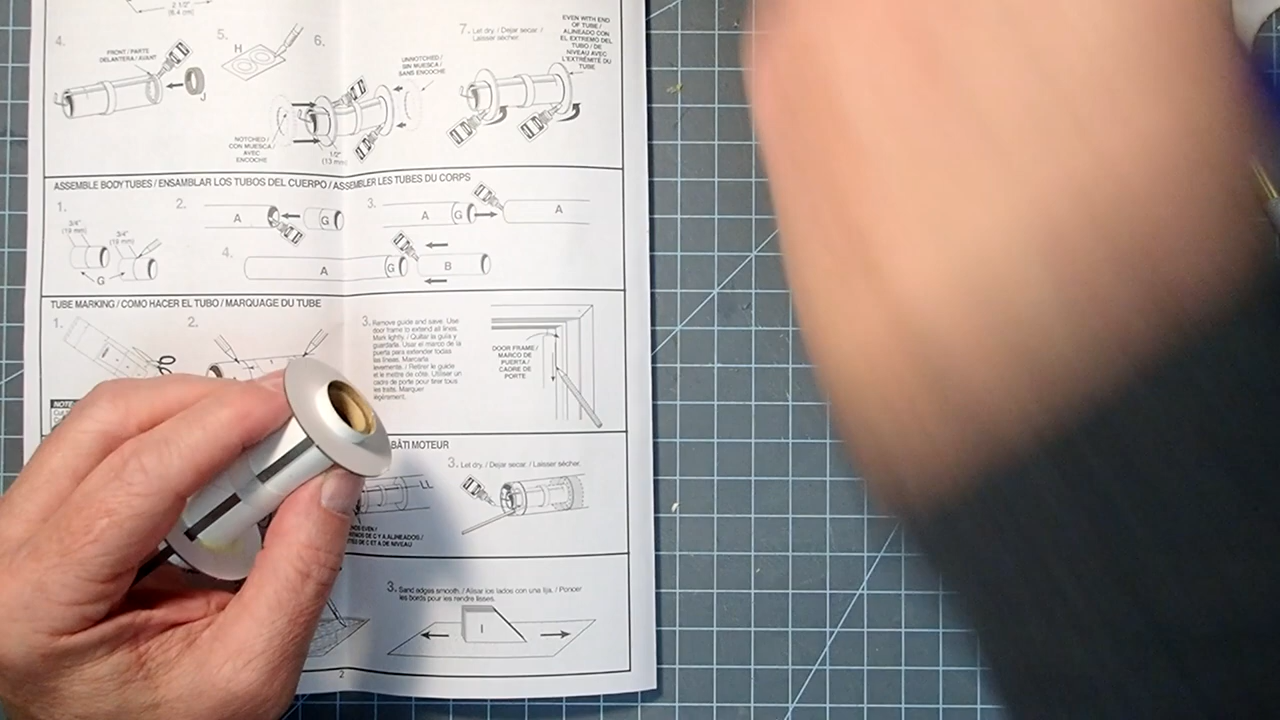 2 1/2"
(6.4 cm)
4.
FRONT / PARTE
DELANTERA / AVANT
J
5.
H
6.
UNNOTCHED /
SIN MUESCA /
SANS ENCOCHE
NOTCHED /
CON MUESCA /
AVEC
ENCOCHE
1/2"
(13 mm)
7. Let dry. / Dejar secar. /
Laisser sécher.
EVEN WITH END
OF TUBE /
ALINEADO CON
EL EXTREMO DEL
TUBO / DE
NIVEAU AVEC
L'EXTRÉMITÉ DU
TUBE
ASSEMBLE BODY TUBES / ENSAMBLAR LOS TUBOS DEL CUERPO / ASSEMBLER LES TUBES DU CORPS
1.
3/4"
(19 mm)
3/4"
(19 mm)
G
2.
A
G
3.
A
G
A
4.
A
G
B
TUBE MARKING / COMO HACER EL TUBO / MARQUAGE DU TUBE
1.
2.
3. Remove guide and save. Use
door frame to extend all lines.
Mark lightly. / Quitar la guía y
guardarla. Usar el marco de la
puerta para extender todas
las líneas. Marcarla
levemente. / Retirer le guide
et le mettre de côté. Utiliser un
cadre de porte pour tirer tous
les traits. Marquer
légèrement.
DOOR FRAME /
MARCO DE
PUERTA /
CADRE DE
PORTE
NOTE
BÂTI MOTEUR
LL
3. Let dry. / Dejar secar. / Laisser sécher.
3. Sand edges smooth. / Alisar los lados con una lija. / Poncer
les bords pour les rendre lisses.
I
2